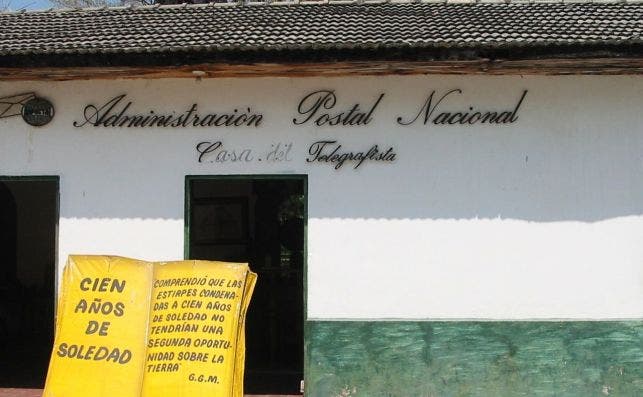 Administración Postal Nacional
Casa del Telegrafista
CIEN
AÑOS
DE
SOLEDAD
COMPRENDIÓ QUE LAS
ESTIRPES CONDENA-
DAS A CIEN AÑOS
DE SOLEDAD NO
TENDRÍAN UNA
SEGUNDA OPORTU-
NIDAD SOBRE LA
TIERRA
G.G.M.